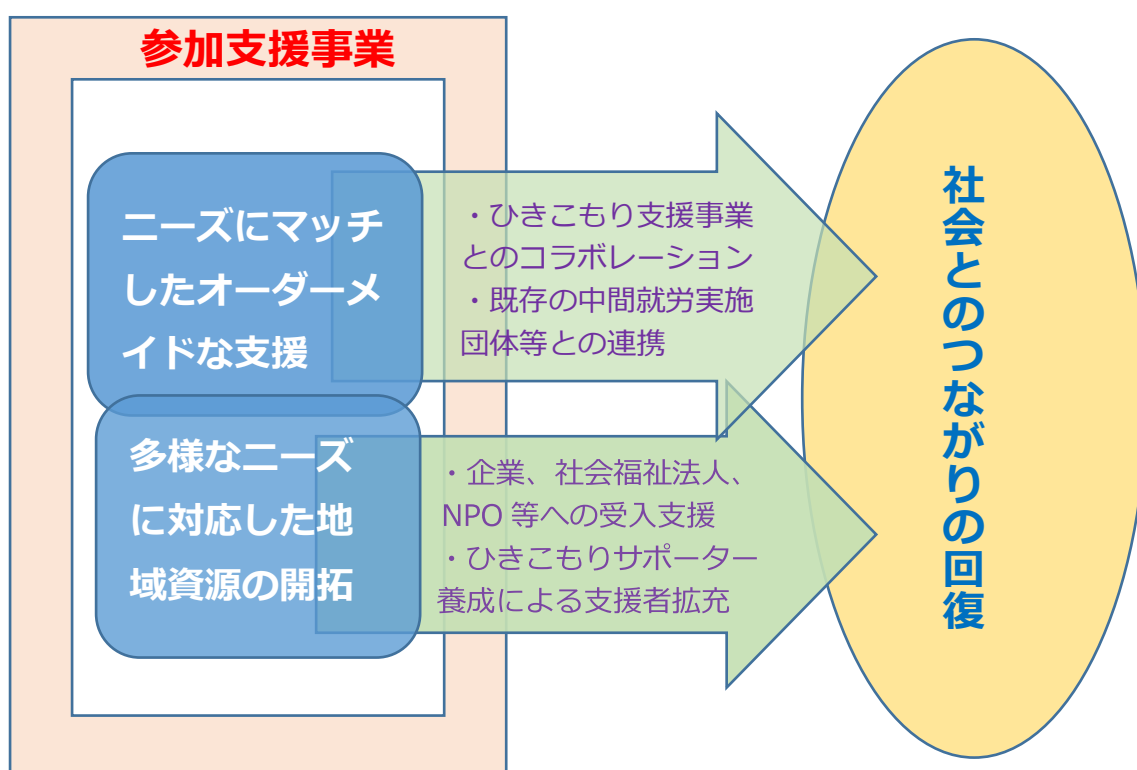 参加支援事業
ニーズにマッチ
したオーダーメ
イドな支援
・ひきこもり支援事業
とのコラボレーション
・既存の中間就労実施
団体等との連携
多様なニーズ
に対応した地
域資源の開拓
・企業、社会福祉法人、
NPO 等への受入支援
・ひきこもりサポーター
養成による支援者拡充
社会とのつながりの回復